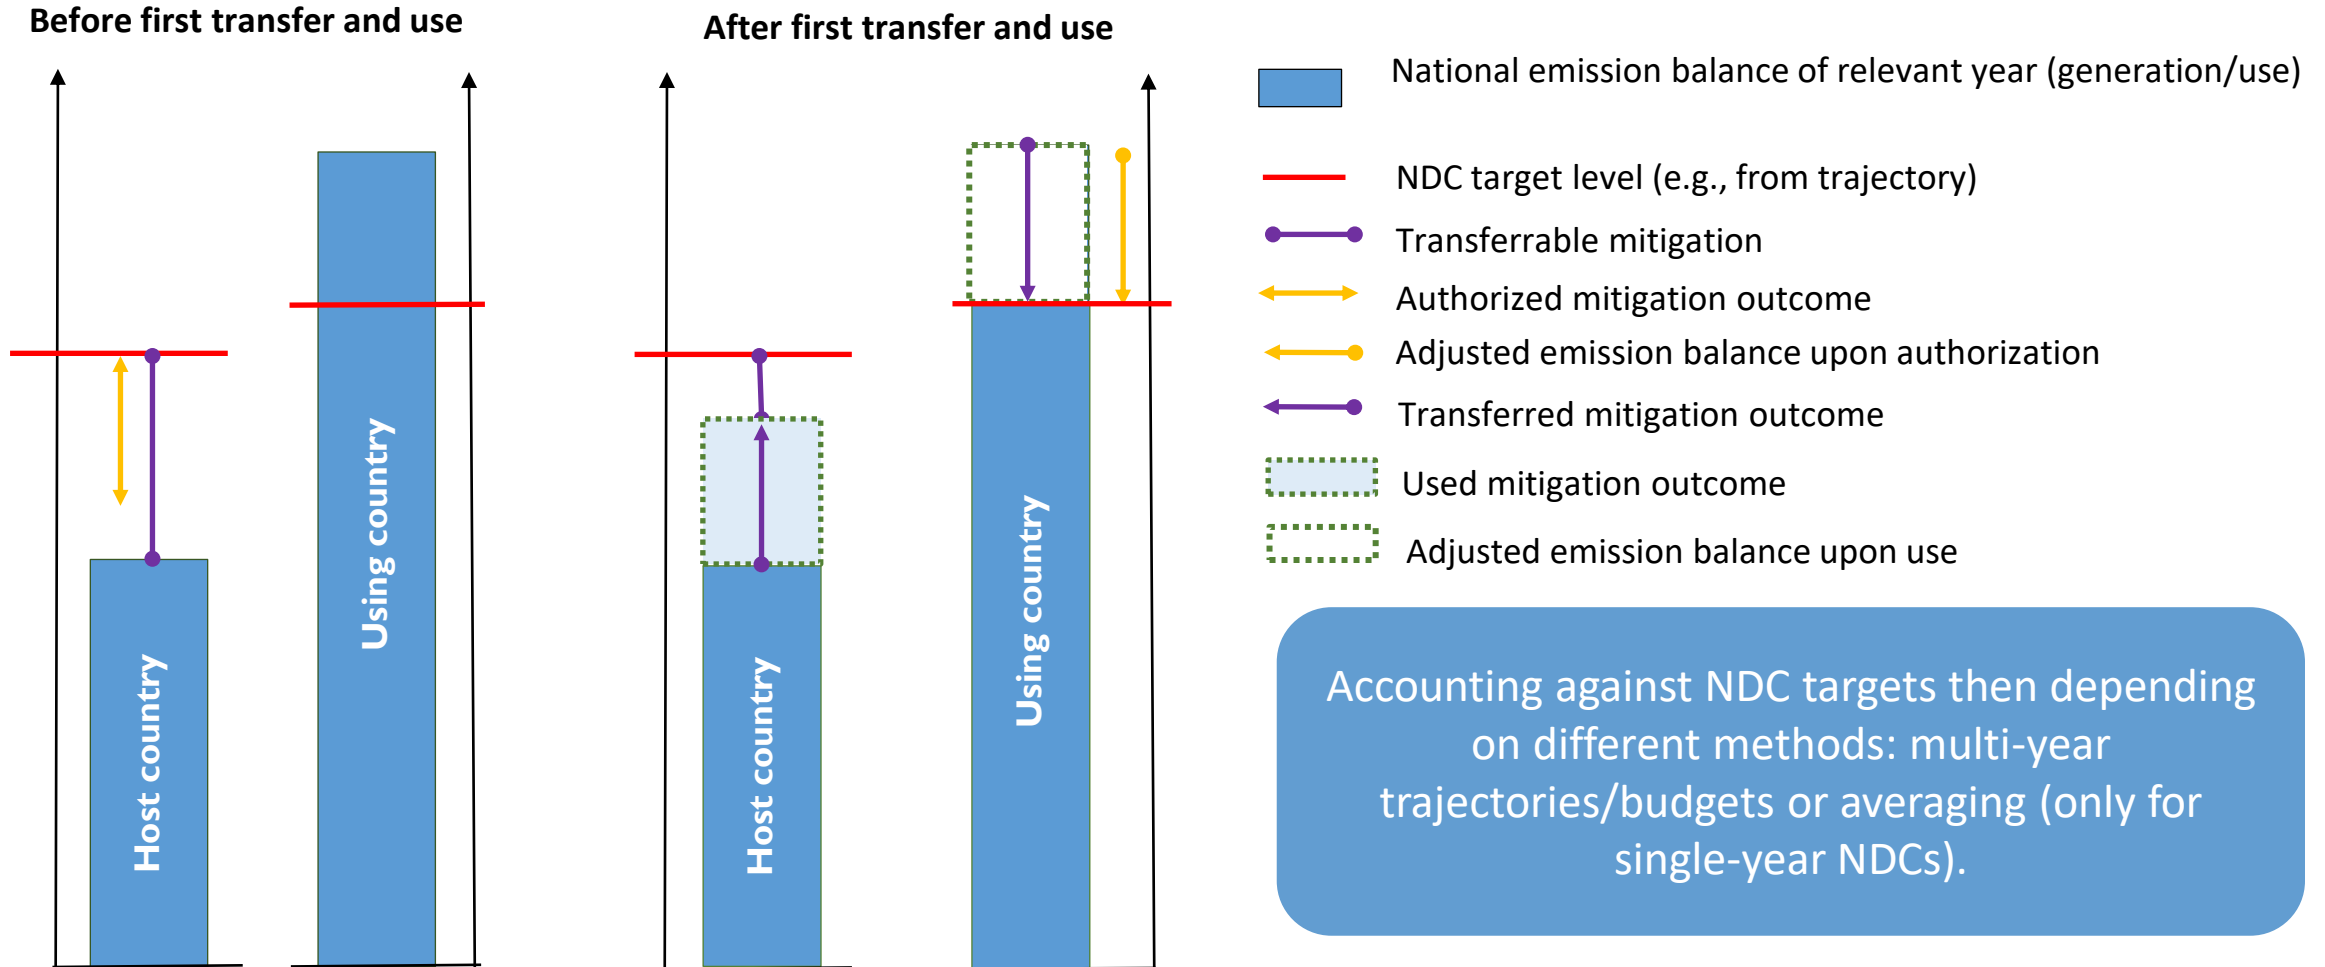 Before first transfer and use
After first transfer and use
Host country
Using country
Host country
Using country
National emission balance of relevant year (generation/use)
NDC target level (e.g., from trajectory)
Transferrable mitigation
Authorized mitigation outcome
Adjusted emission balance upon authorization
Transferred mitigation outcome
Used mitigation outcome
Adjusted emission balance upon use
Accounting against NDC targets then depending
on different methods: multi-year
trajectories/budgets or averaging (only for
single-year NDCs).